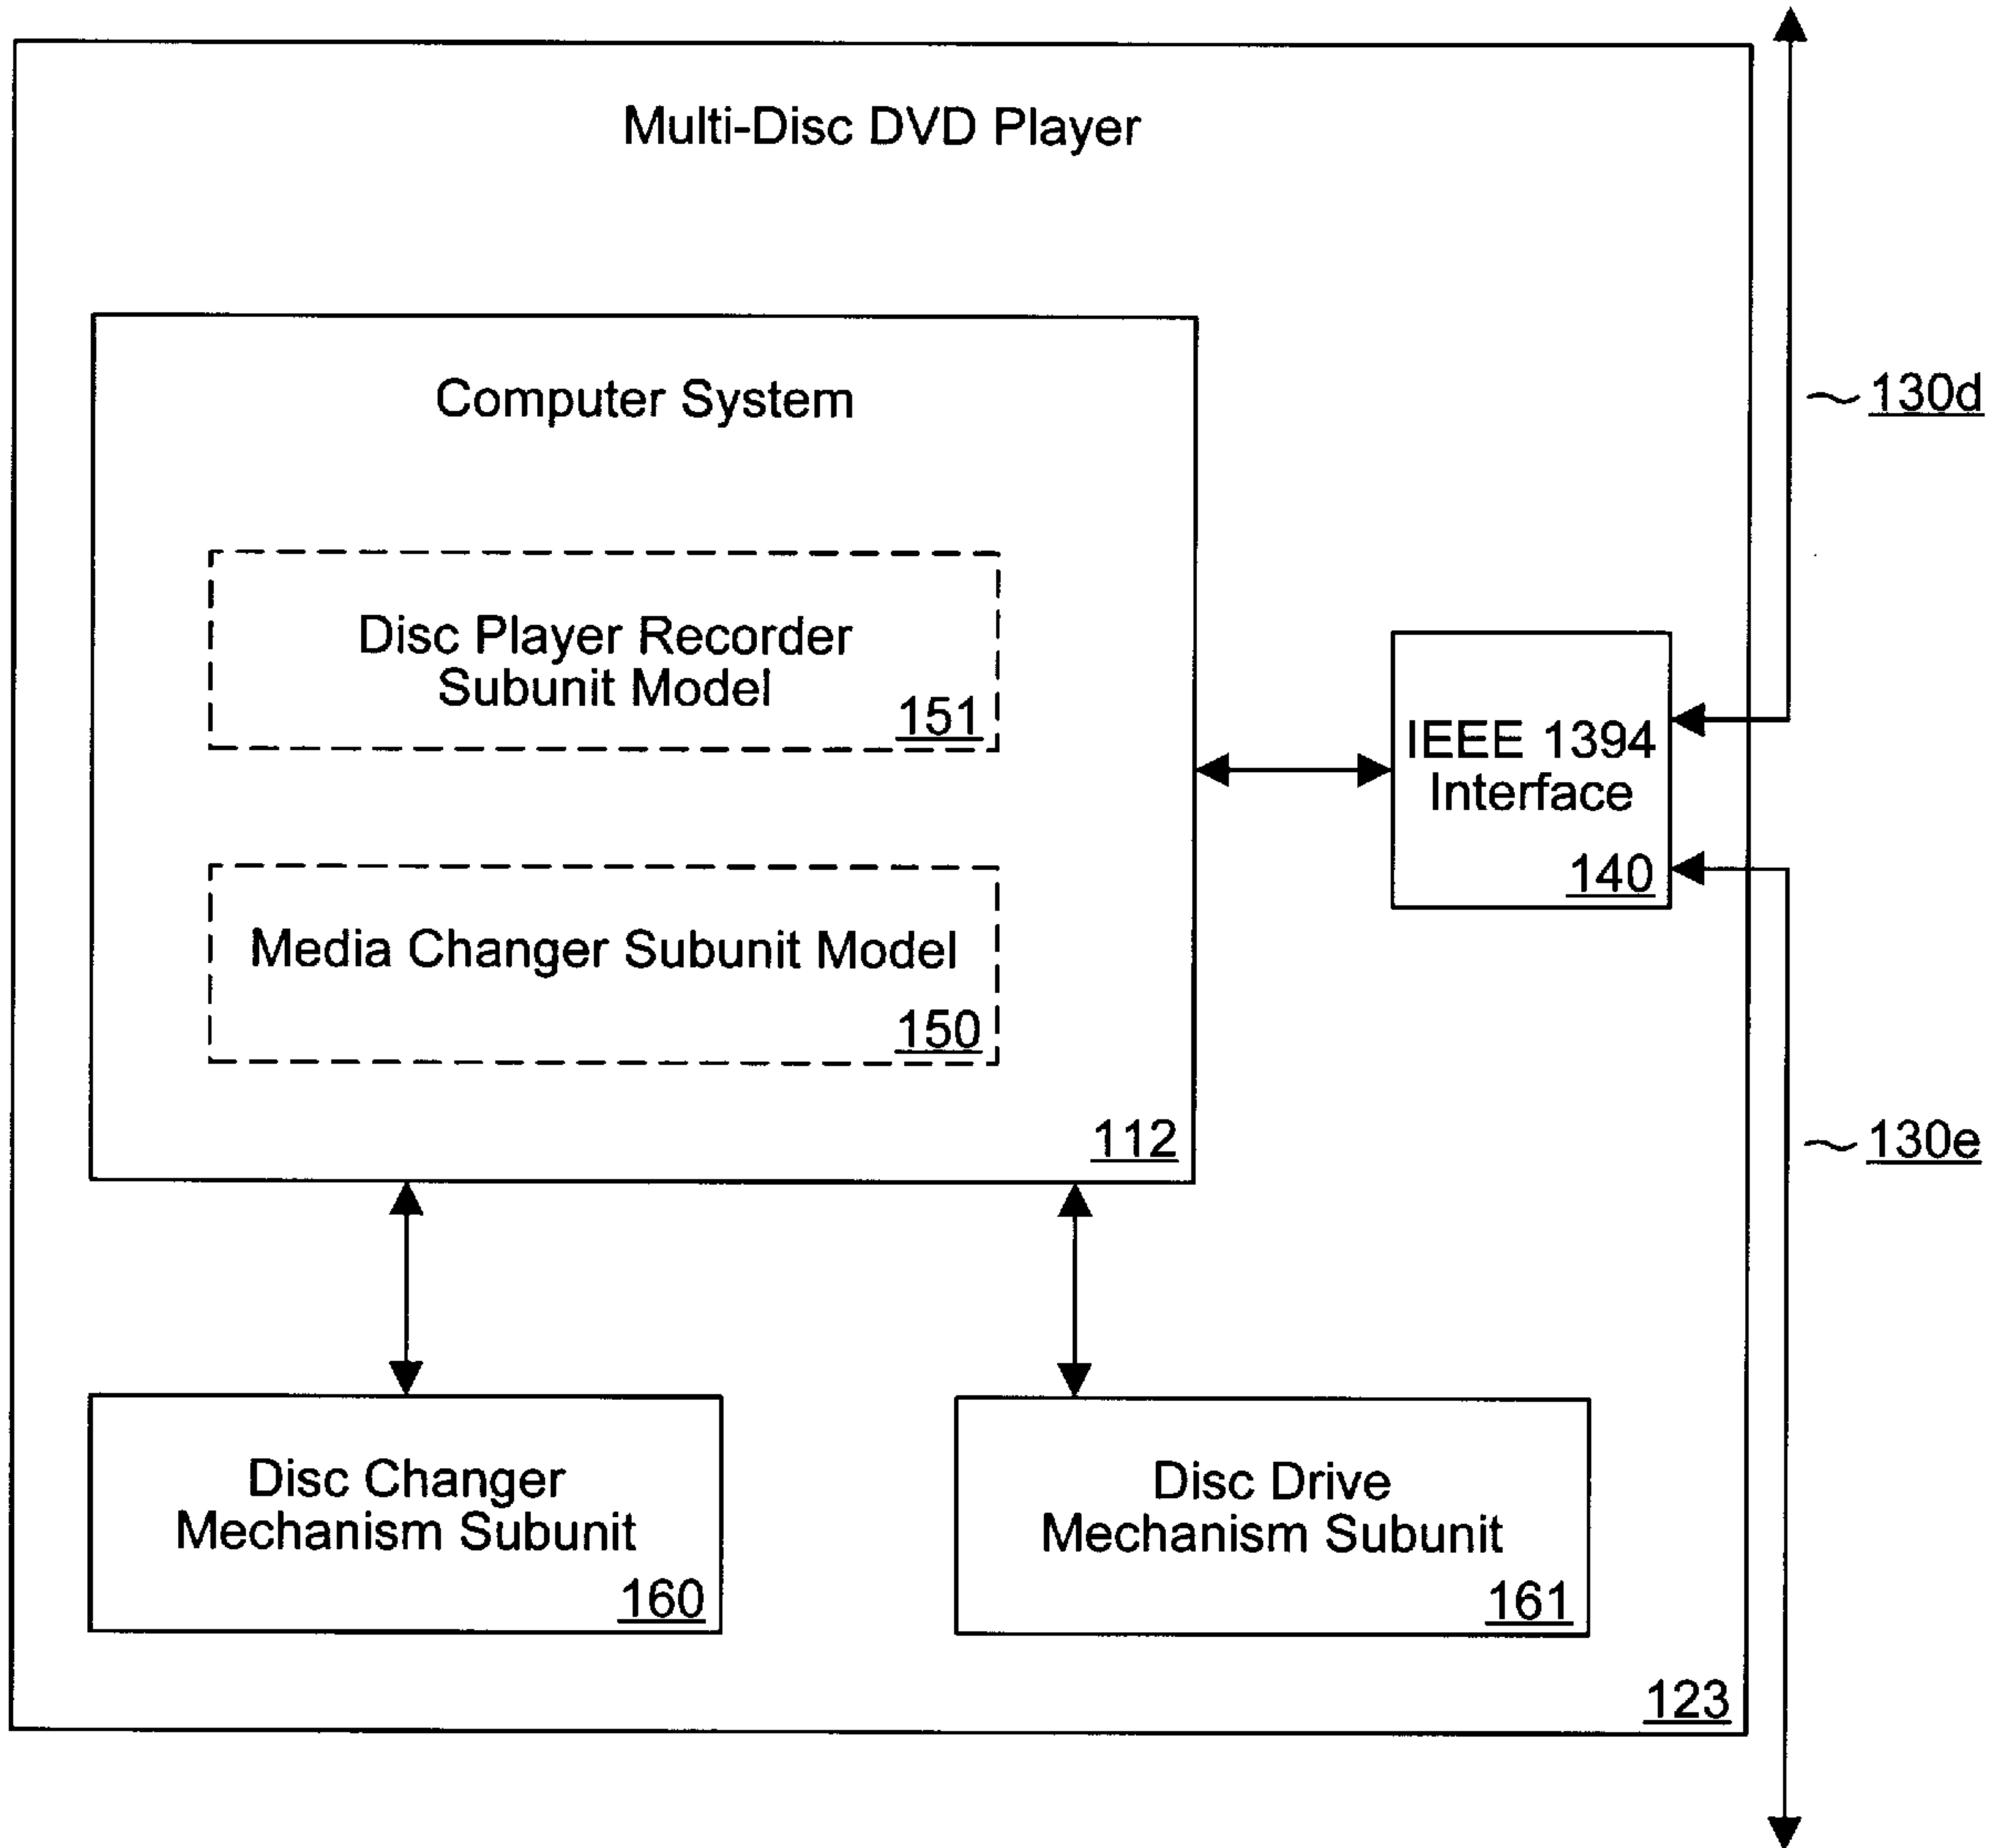 Multi-Disc DVD Player
Computer System
130d
Disc Player Recorder
Subunit Model
151
IEEE 1394
Interface
140
Media Changer Subunit Model
150
112
130e
Disc Changer
Mechanism Subunit
160
Disc Drive
Mechanism Subunit
161
123